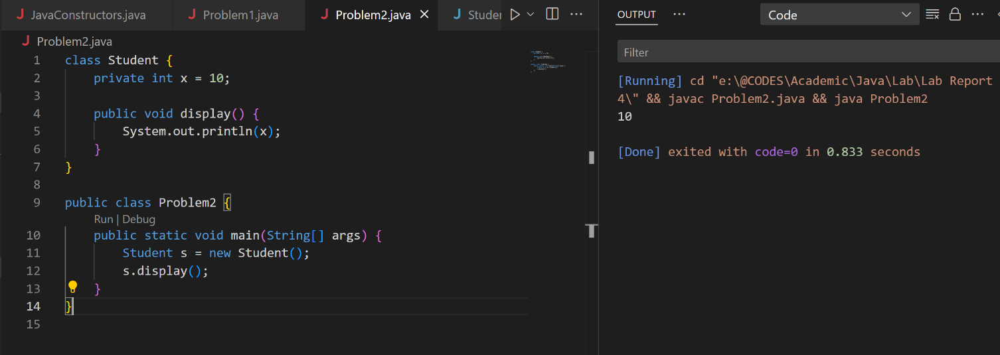 JavaConstructors.java Problem1.java Problem2.java Studen
Problem2.java
1 class Student {
2     private int x = 10;
3
4     public void display() {
5         System.out.println(x);
6     }
7 }
8
9 public class Problem2 {
Run | Debug
10     public static void main(String[] args) {
11         Student s = new Student();
12         s.display();
13     }
14 }
15
OUTPUT Code
Filter
[Running] cd "e:\@CODES\Academic\Java\Lab\Lab Report
4\" && javac Problem2.java && java Problem2
10
[Done] exited with code=0 in 0.833 seconds